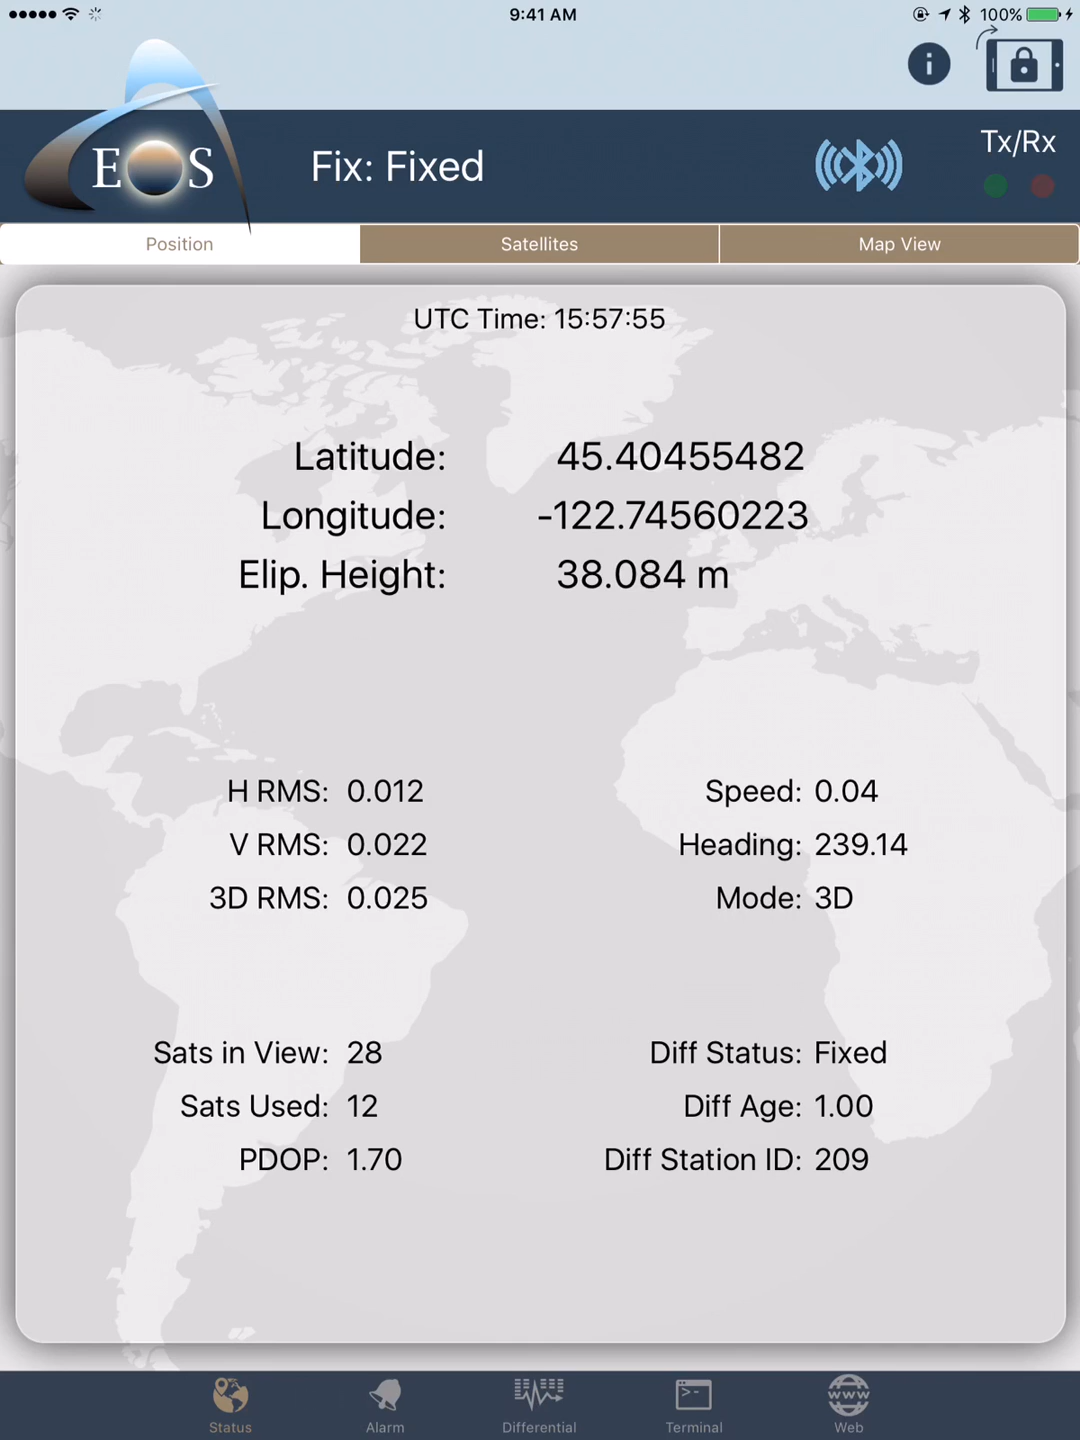 9:41 AM 100%
i
EOS Fix: Fixed Tx/Rx
Position Satellites Map View
UTC Time: 15:57:55
Latitude: 45.40455482
Longitude: -122.74560223
Elip. Height: 38.084 m
H RMS: 0.012 Speed: 0.04
V RMS: 0.022 Heading: 239.14
3D RMS: 0.025 Mode: 3D
Sats in View: 28 Diff Status: Fixed
Sats Used: 12 Diff Age: 1.00
PDOP: 1.70 Diff Station ID: 209
WWW
Status Alarm Differential Terminal Web